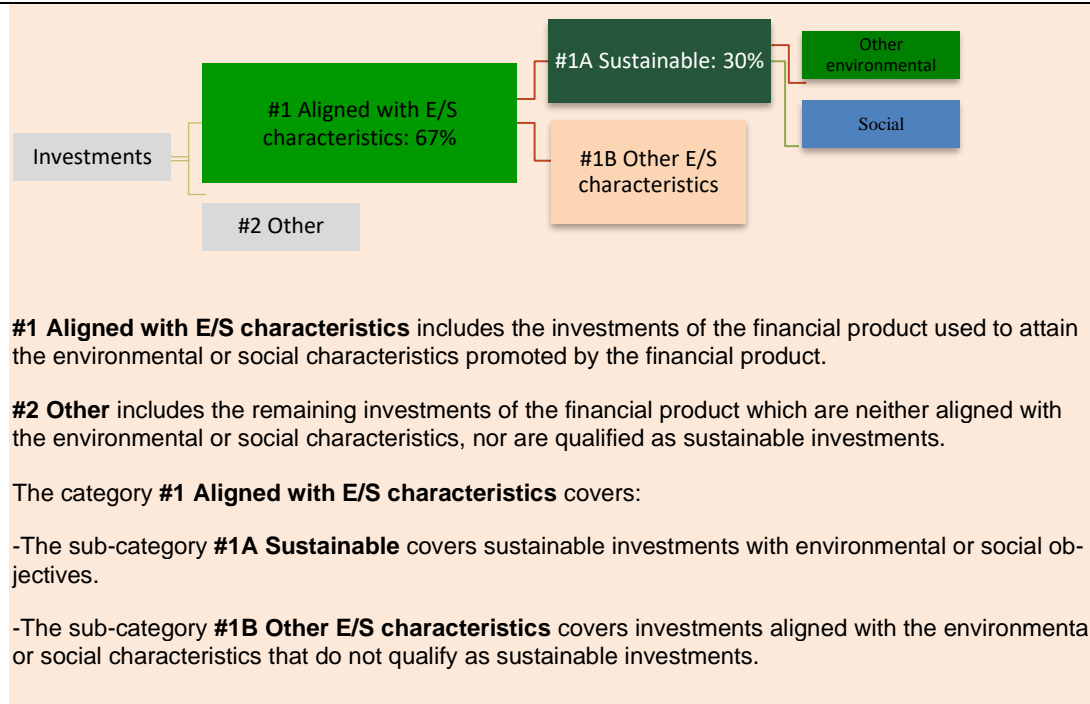 Investments
#1 Aligned with E/S
characteristics: 67%
#2 Other
#1A Sustainable: 30%
#1B Other E/S
characteristics
Other
environmental
Social
#1 Aligned with E/S characteristics includes the investments of the financial product used to attain
the environmental or social characteristics promoted by the financial product.
#2 Other includes the remaining investments of the financial product which are neither aligned with
the environmental or social characteristics, nor are qualified as sustainable investments.
The category #1 Aligned with E/S characteristics covers:
-The sub-category #1A Sustainable covers sustainable investments with environmental or social ob-
jectives.
-The sub-category #1B Other E/S characteristics covers investments aligned with the environmenta
or social characteristics that do not qualify as sustainable investments.